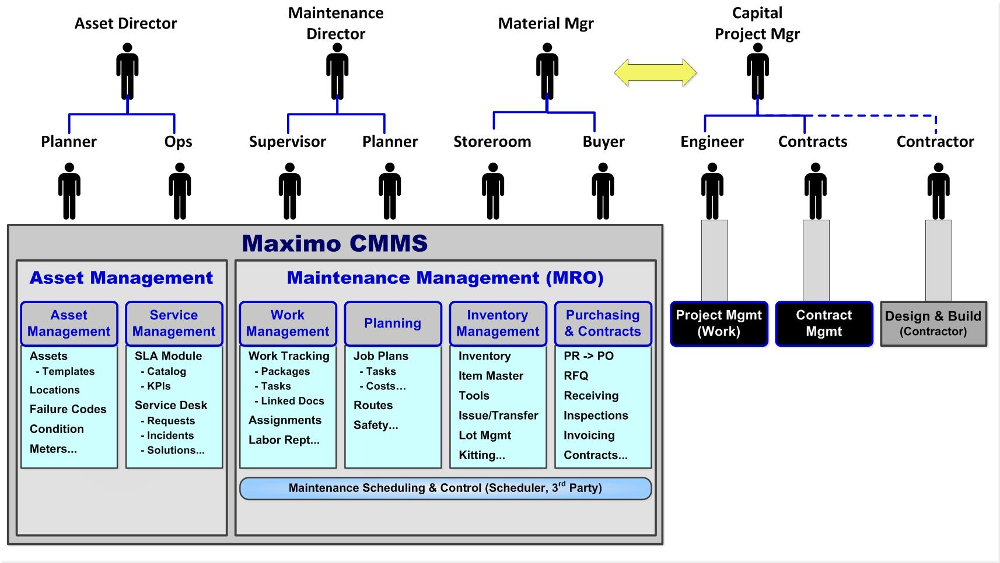 Asset Director
Maintenance
Director
Material Mgr
Capital
Project Mgr
Planner
Ops
Supervisor
Planner
Storeroom
Buyer
Engineer
Contracts
Contractor
Maximo CMMS
Asset Management
Maintenance Management (MRO)
Asset
Management
Service
Management
Work
Management
Planning
Inventory
Management
Purchasing
& Contracts
Project Mgmt
(Work)
Contract
Mgmt
Design & Build
(Contractor)
Assets
- Templates
Locations
Failure Codes
Condition
Meters...
SLA Module
- Catalog
- KPIs
Service Desk
- Requests
- Incidents
- Solutions...
Work Tracking
- Packages
- Tasks
- Linked Docs
Assignments
Labor Rept...
Job Plans
- Tasks
- Costs...
Routes
Safety...
Inventory
Item Master
Tools
Issue/Transfer
Lot Mgmt
Kitting...
PR -> PO
RFQ
Receiving
Inspections
Invoicing
Contracts...
Maintenance Scheduling & Control (Scheduler, 3rd Party)